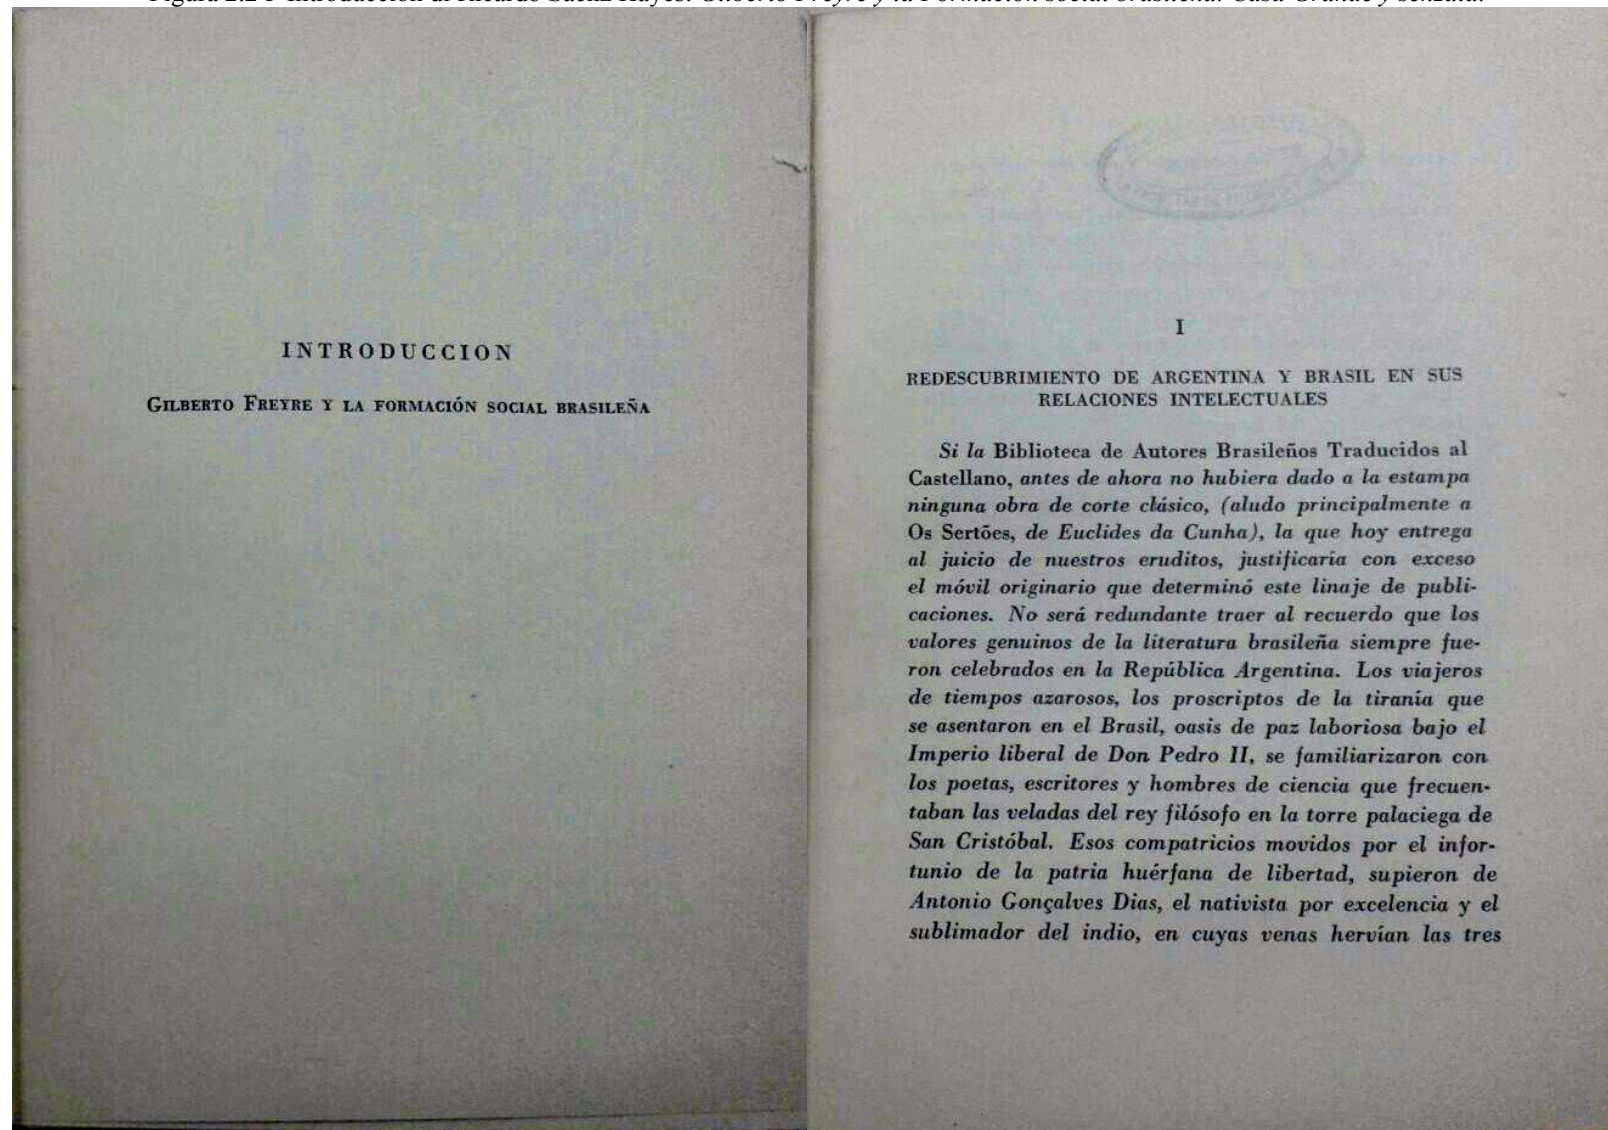 INTRODUCCION
GILBERTO FREYRE Y LA FORMACIÓN SOCIAL BRASILEÑA
I
REDESCUBRIMIENTO DE ARGENTINA Y BRASIL EN SUS
RELACIONES INTELECTUALES
Si la Biblioteca de Autores Brasileños Traducidos al
Castellano, antes de ahora no hubiera dado a la estampa
ninguna obra de corte clásico, (aludo principalmente a
Os Sertões, de Euclides da Cunha), la que hoy entrega
al juicio de nuestros eruditos, justificaría con exceso
el móvil originario que determinó este linaje de publi-
caciones. No será redundante traer al recuerdo que los
valores genuinos de la literatura brasileña siempre fue-
ron celebrados en la República Argentina. Los viajeros
de tiempos azarosos, los proscriptos de la tiranía que
se asentaron en el Brasil, oasis de paz laboriosa bajo el
Imperio liberal de Don Pedro II, se familiarizaron con
los poetas, escritores y hombres de ciencia que frecuen-
taban las veladas del rey filósofo en la torre palaciega de
San Cristóbal. Esos compatricios movidos por el infor-
tunio de la patria huérfana de libertad, supieron de
Antonio Gonçalves Dias, el nativista por excelencia y el
sublimador del indio, en cuyas venas hervían las tres